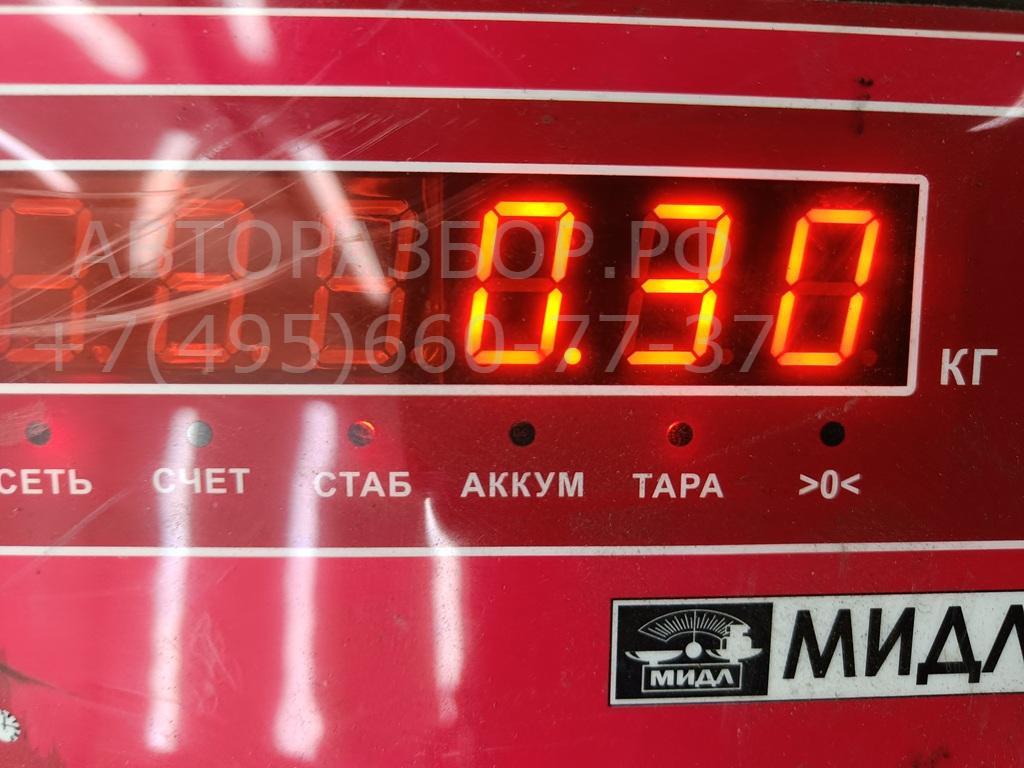 0.30
АВТОРАЗБОР.РФ
+7(495)660-77-37
КГ
СЕТЬ СЧЕТ СТАБ АККУМ ТАРА >0<
МИДЛ МИДЛ